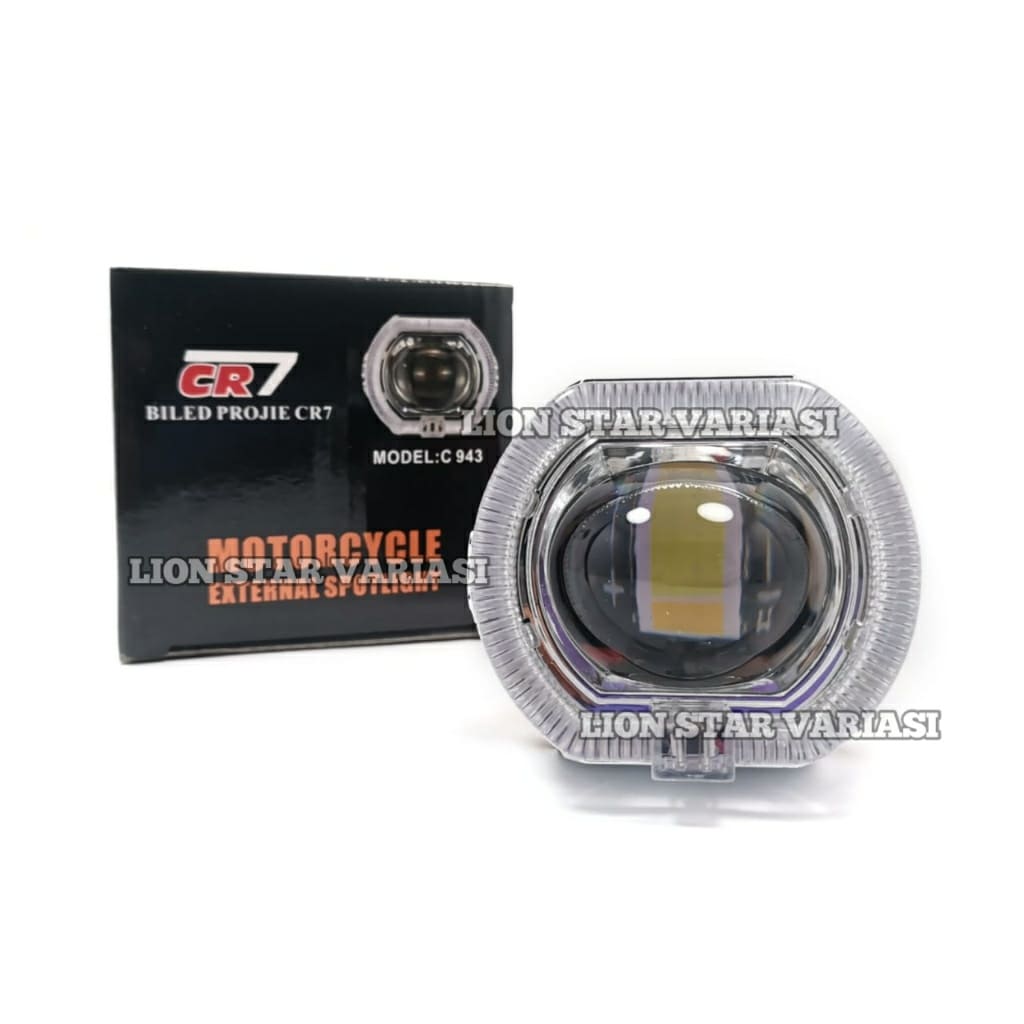 CR7
BILED PROJIE CR7
MODEL:C 943
MOTORCYCLE
EXTERNAL SPOTLIGHT
LION STAR VARIASI
LION STAR VARIASI
LION STAR VARIASI